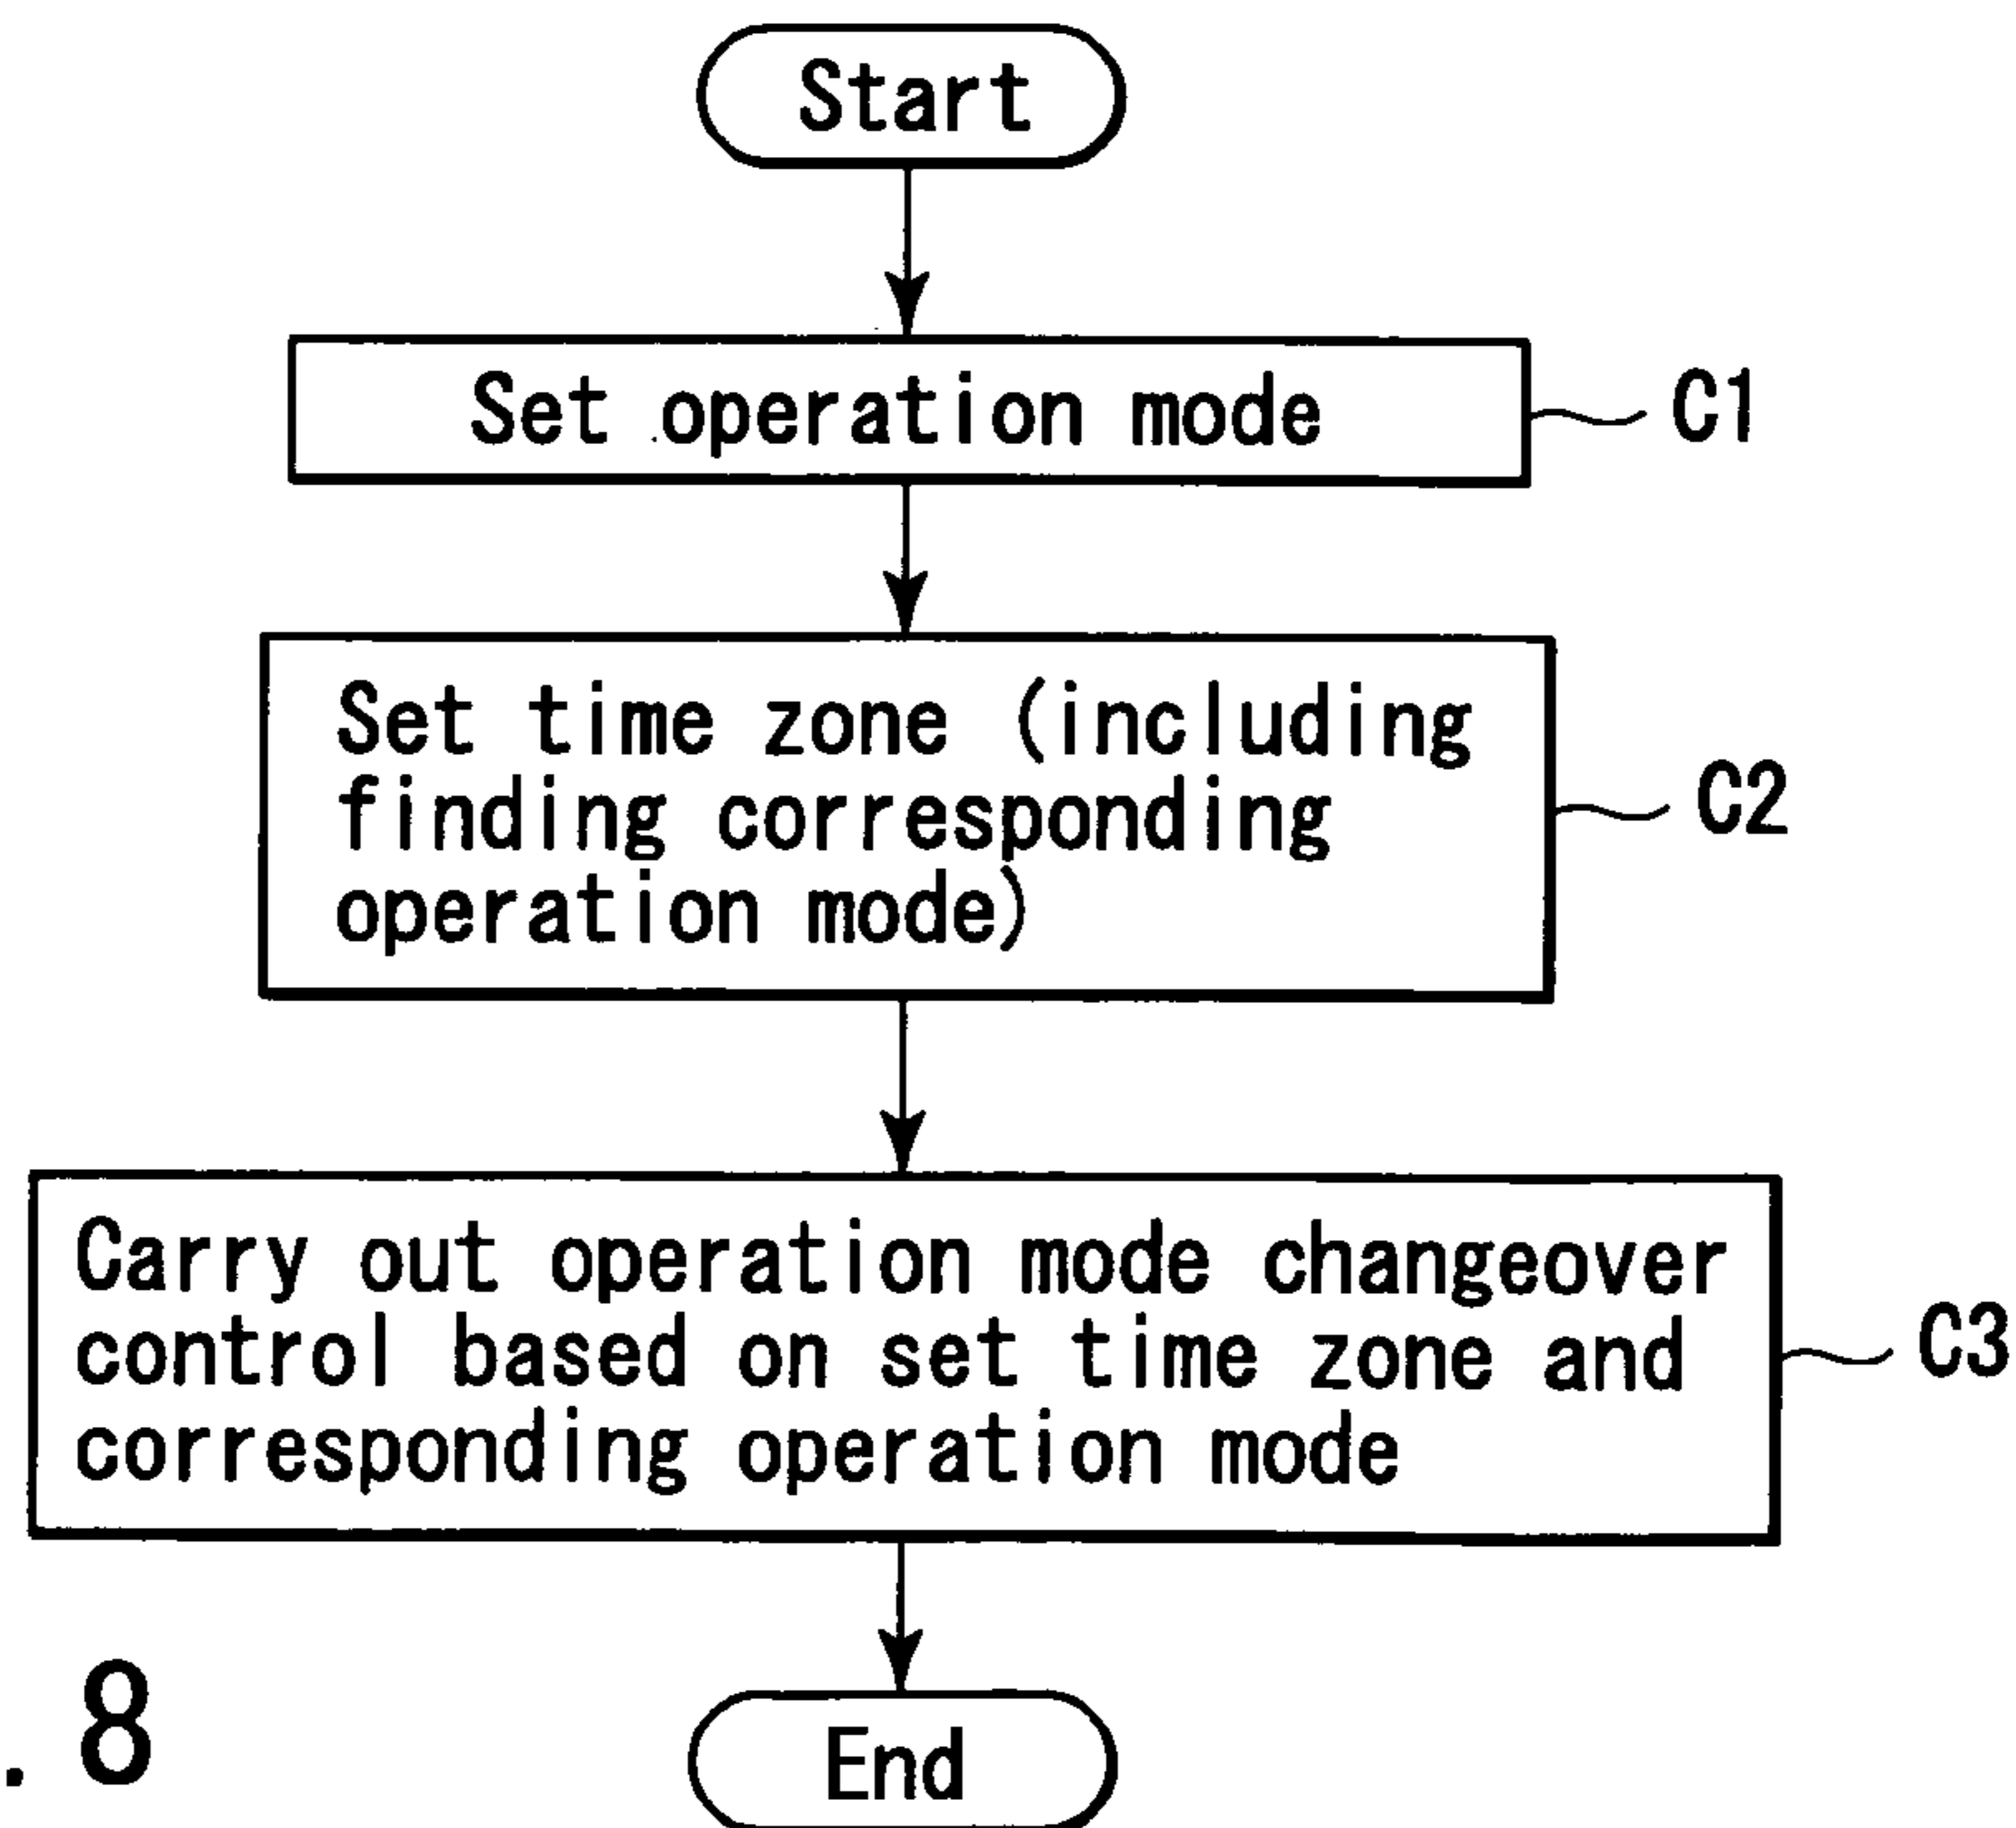 Start
Set operation mode
C1
Set time zone (including
finding corresponding
operation mode)
C2
Carry out operation mode changeover
control based on set time zone and
corresponding operation mode
C3
End
. 8